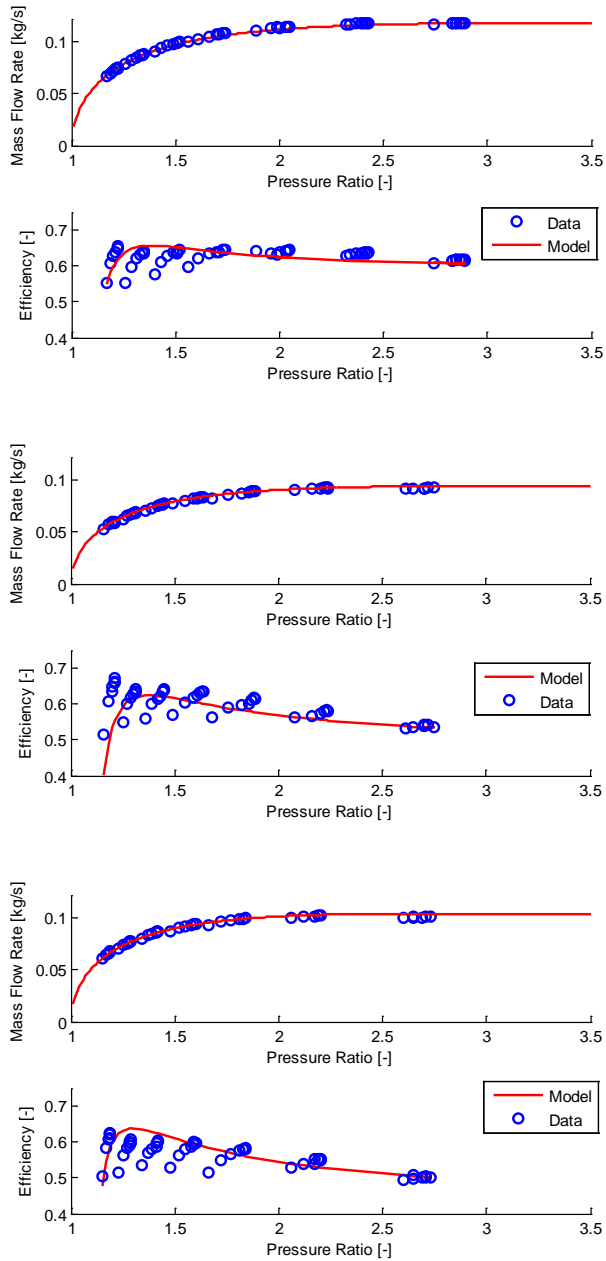 Mass Flow Rate [kg/s]
0.1
0.05
0
1 1.5 2 2.5 3 3.5
Pressure Ratio [-]
Efficiency [-]
0.7
0.6
0.5
0.4
Data
Model
1 1.5 2 2.5 3 3.5
Pressure Ratio [-]
Mass Flow Rate [kg/s]
0.1
0.05
0
1 1.5 2 2.5 3 3.5
Pressure Ratio [-]
Efficiency [-]
0.7
0.6
0.5
0.4
Model
Data
1 1.5 2 2.5 3 3.5
Pressure Ratio [-]
Mass Flow Rate [kg/s]
0.1
0.05
0
1 1.5 2 2.5 3 3.5
Pressure Ratio [-]
Efficiency [-]
0.7
0.6
0.5
0.4
Model
Data
1 1.5 2 2.5 3 3.5
Pressure Ratio [-]